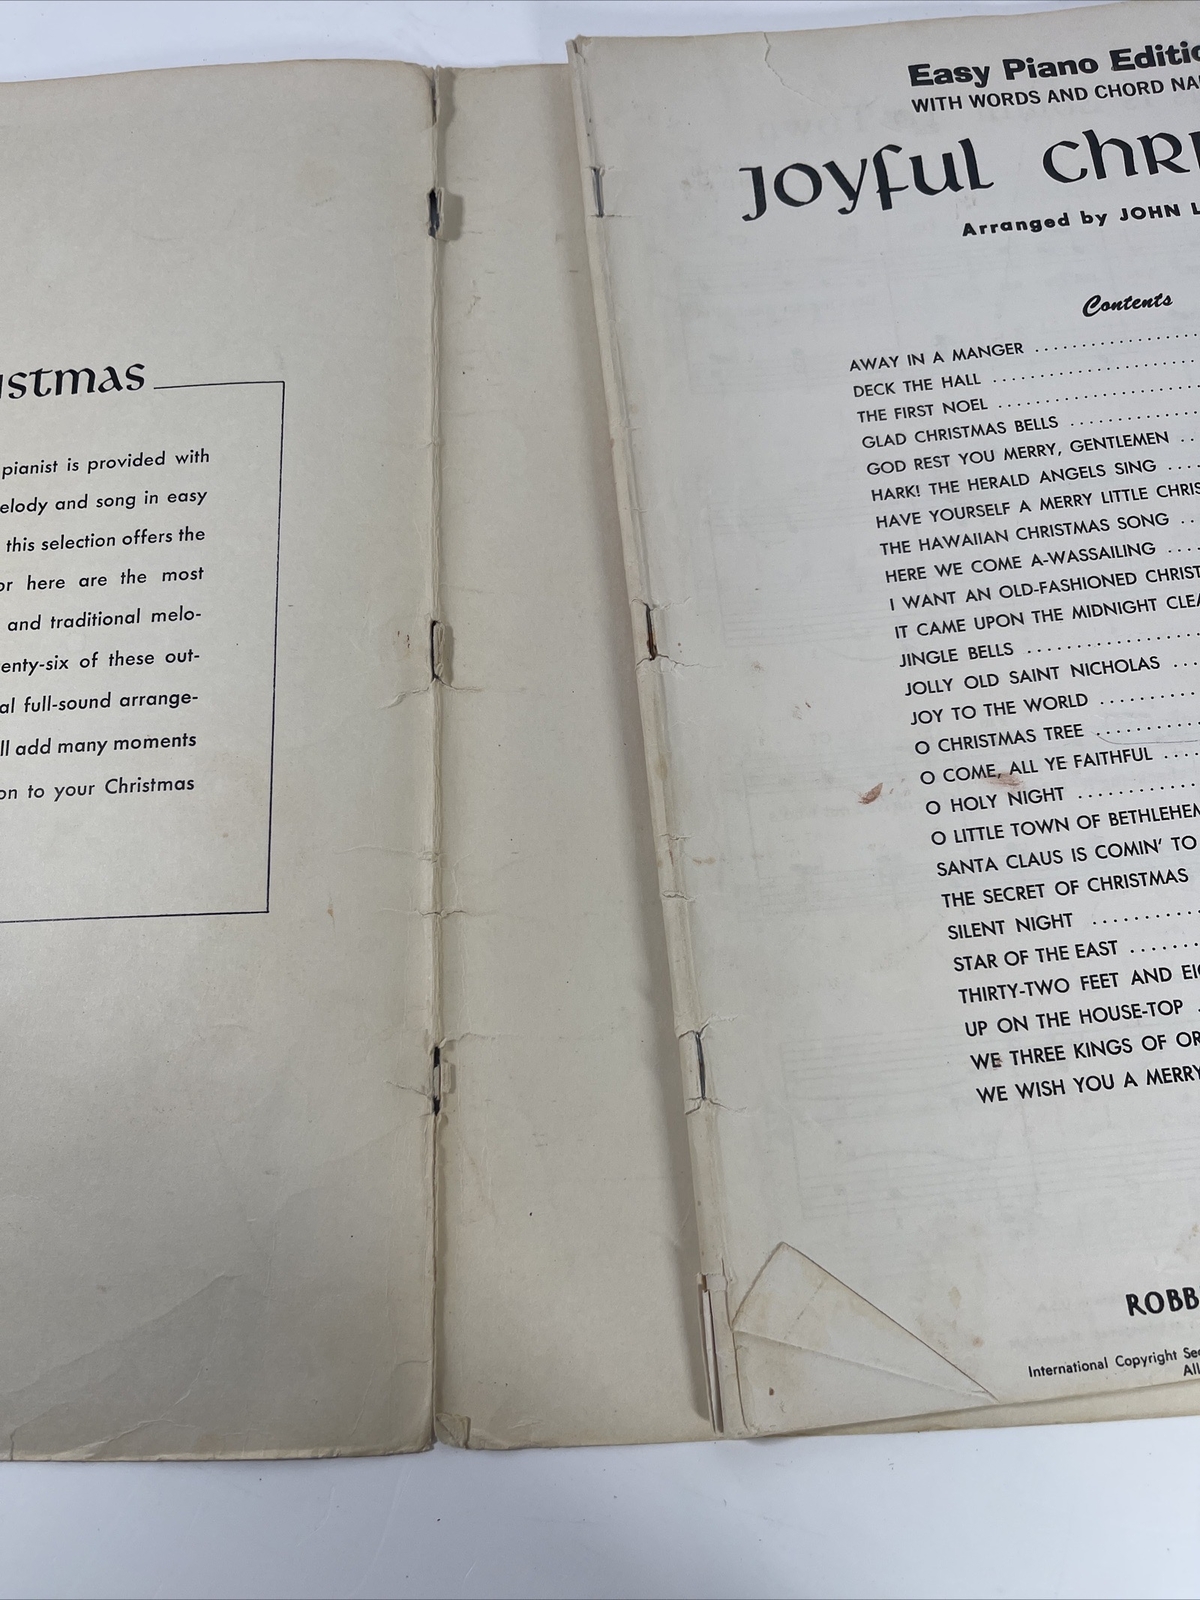 stmas
pianist is provided with
elody and song in easy
this selection offers the
or here are the most
and traditional melo-
enty-six of these out-
al full-sound arrange-
ll add many moments
on to your Christmas
Easy Piano Editio
WITH WORDS AND CHORD NA
Joyful Chri
Arranged by JOHN L
Contents
AWAY IN A MANGER
DECK THE HALL
THE FIRST NOEL
GLAD CHRISTMAS BELLS
GOD REST YOU MERRY, GENTLEMEN
HARK! THE HERALD ANGELS SING
HAVE YOURSELF A MERRY LITTLE CHRIS
THE HAWAIIAN CHRISTMAS SONG
HERE WE COME A-WASSAILING
I WANT AN OLD-FASHIONED CHRIST
IT CAME UPON THE MIDNIGHT CLEA
JINGLE BELLS
JOLLY OLD SAINT NICHOLAS
JOY TO THE WORLD
O CHRISTMAS TREE
O COME, ALL YE FAITHFUL
O HOLY NIGHT
O LITTLE TOWN OF BETHLEHEM
SANTA CLAUS IS COMIN' TO
THE SECRET OF CHRISTMAS
SILENT NIGHT
STAR OF THE EAST
THIRTY-TWO FEET AND EIG
UP ON THE HOUSE-TOP
WE THREE KINGS OF OR
WE WISH YOU A MERRY
ROBB
International Copyright Sec
All